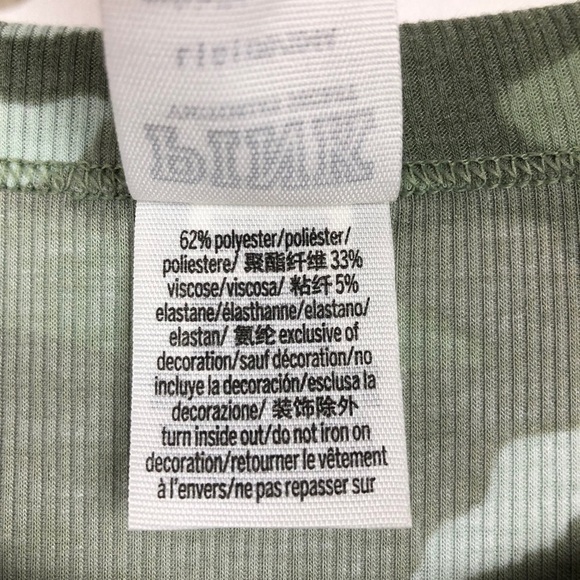 PINK
62% polyester/poliéster/
poliestere/ 聚酯纤维 33%
viscose/viscosa/ 粘纤 5%
elastane/élasthanne/elastano/
elastan/ 氨纶 exclusive of
decoration/sauf décoration/no
incluye la decoración/esclusa la
decorazione/ 装饰除外
turn inside out/do not iron on
decoration/retourner le vêtement
à l'envers/ne pas repasser sur